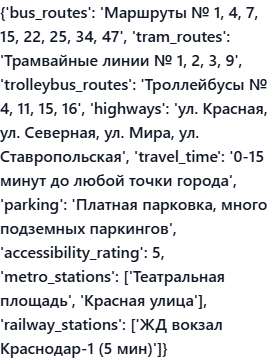 {'bus_routes': 'Маршруты № 1, 4, 7,
15, 22, 25, 34, 47', 'tram_routes':
'Трамвайные линии № 1, 2, 3, 9',
'trolleybus_routes': 'Троллейбусы №
4, 11, 15, 16', 'highways': 'ул. Красная,
ул. Северная, ул. Мира, ул.
Ставропольская', 'travel_time': '0-15
минут до любой точки города',
'parking': 'Платная парковка, много
подземных паркингов',
'accessibility_rating': 5,
'metro_stations': ['Театральная
площадь', 'Красная улица'],
'railway_stations': ['ЖД вокзал
Краснодар-1 (5 мин)']}